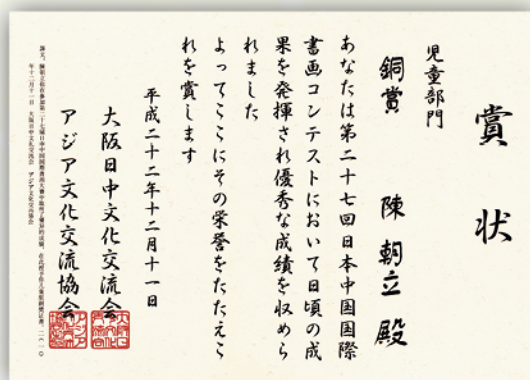 賞状
児童部門
銅賞 陳朝立殿
あなたは第二十七回日本中国国際
書画コンテストにおいて日頃の成
果を発揮され優秀な成績を収めら
れました
よってここにその栄誉をたたえこ
れを賞します
平成二十二年十二月十一日
大阪日中文化交流会
アジア文化交流協会